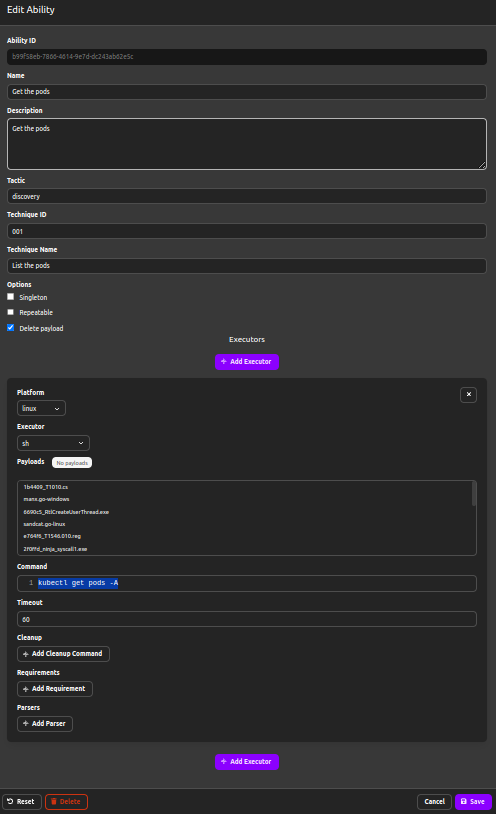 Edit Ability
Ability ID
b99f58eb-7866-4614-9e7d-dc243ab62e5c
Name
Get the pods
Description
Get the pods
Tactic
discovery
Technique ID
001
Technique Name
List the pods
Options
Singleton
Repeatable
Delete payload
Executors
+ Add Executor
Platform
linux
Executor
sh
Payloads No payloads
1b4409_T1010.cs
manx.go-windows
6690c5_RtlCreateUserThread.exe
sandcat.go-linux
e764f6_T1546.010.reg
2f0ffd_ninja_syscall1.exe
Command
1 kubectl get pods -A
Timeout
60
Cleanup
+ Add Cleanup Command
Requirements
+ Add Requirement
Parsers
+ Add Parser
+ Add Executor
Reset Delete Cancel Save